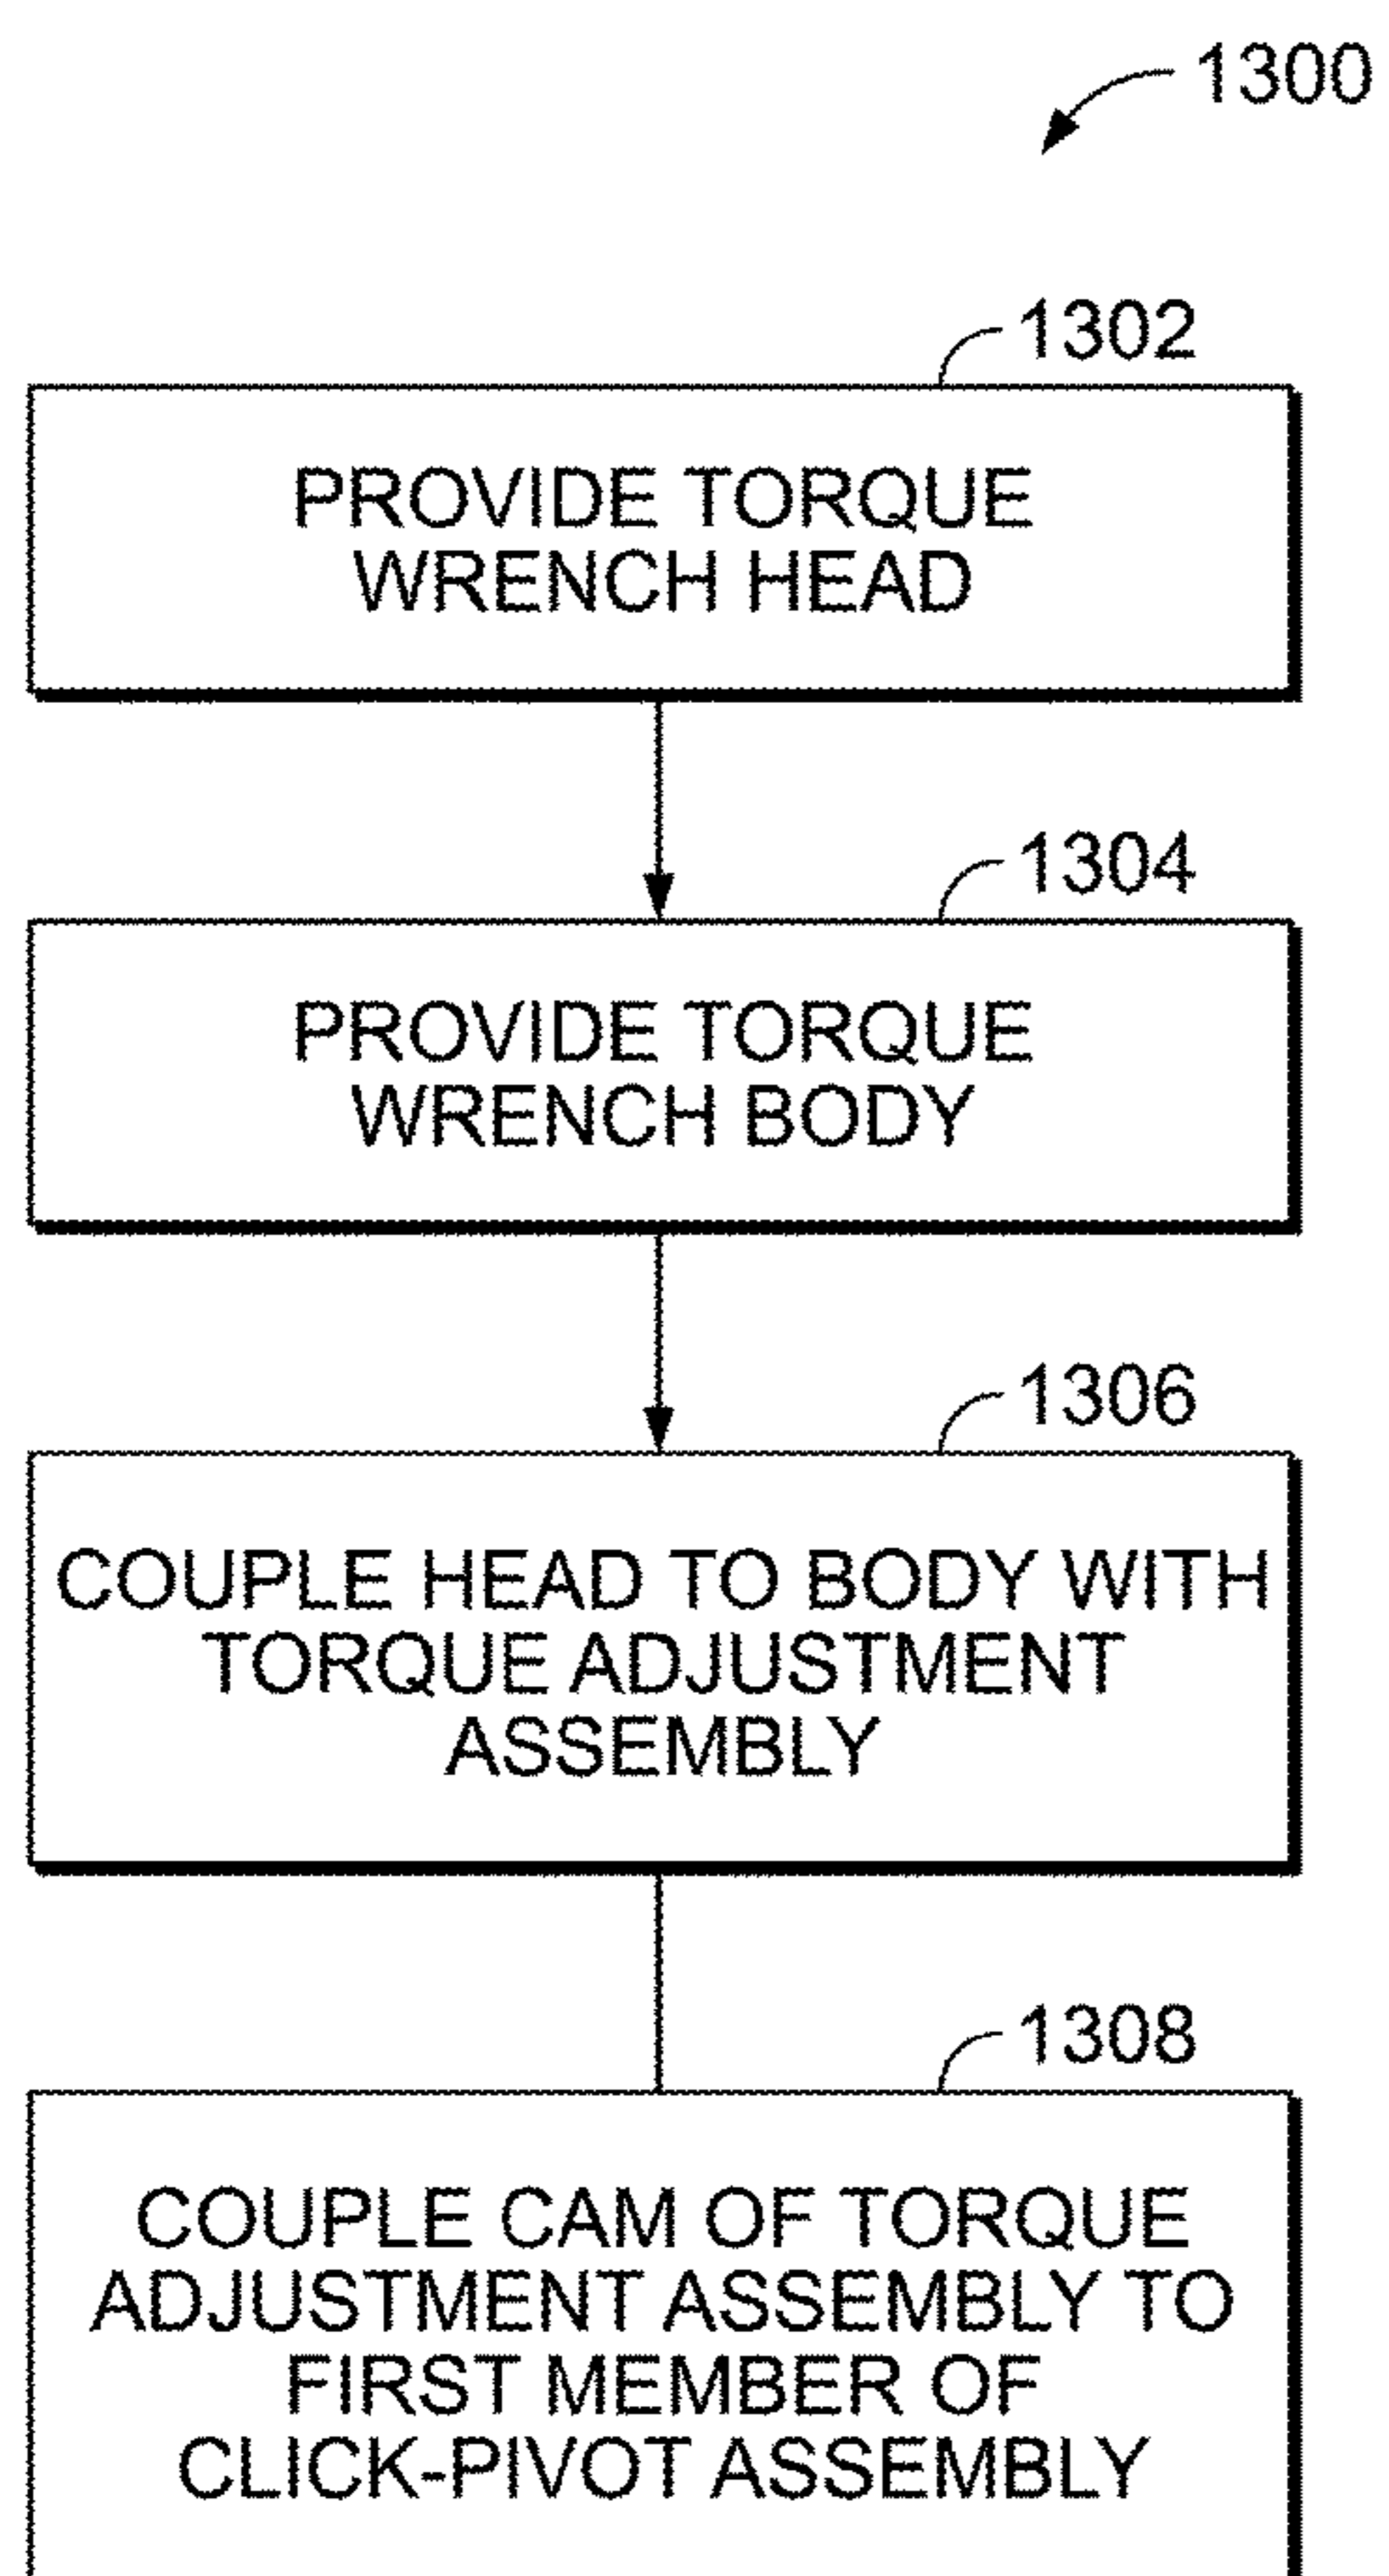 1300
1302
PROVIDE TORQUE
WRENCH HEAD
1304
PROVIDE TORQUE
WRENCH BODY
1306
COUPLE HEAD TO BODY WITH
TORQUE ADJUSTMENT
ASSEMBLY
1308
COUPLE CAM OF TORQUE
ADJUSTMENT ASSEMBLY TO
FIRST MEMBER OF
CLICK-PIVOT ASSEMBLY